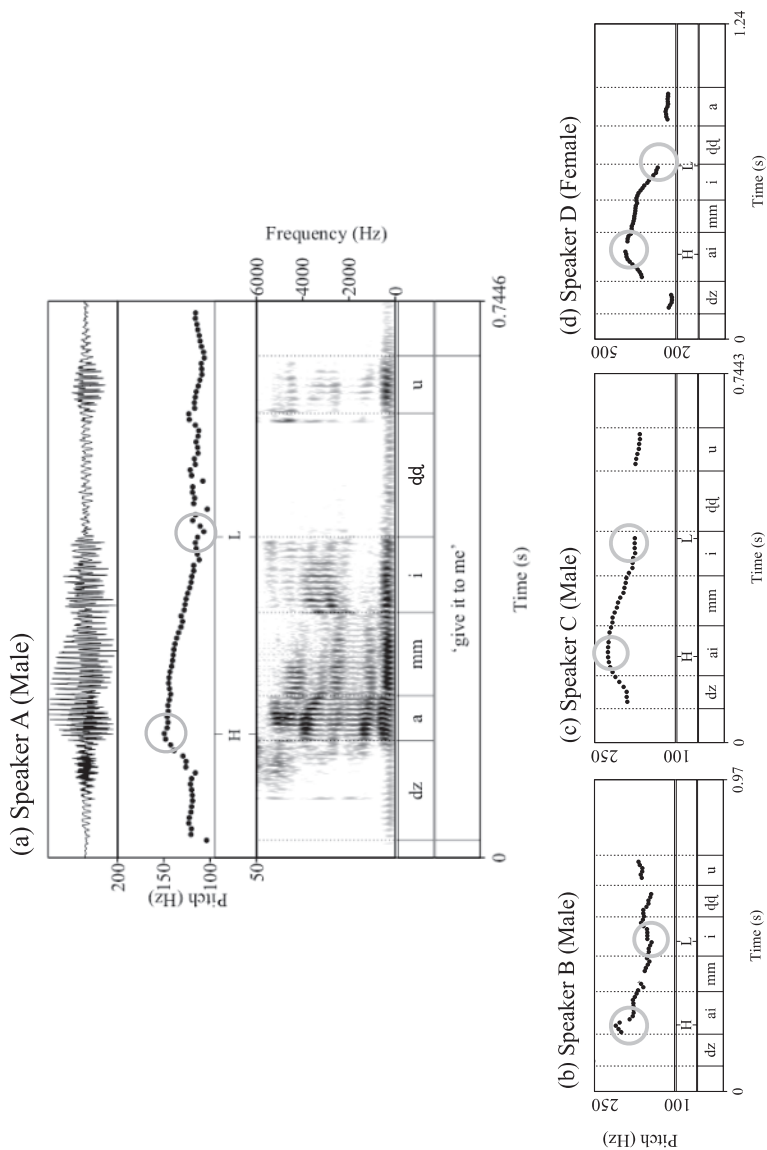 (a) Speaker A (Male)
200
150
100
50
Pitch (Hz)
Frequency (Hz)
6000
4000
2000
0
H L
dz a mm i ɖɖ u
'give it to me'
0 0.7446
Time (s)
(b) Speaker B (Male)
250
100
Pitch (Hz)
H L
dz ai mm i ɖɖ u
0 0.97
Time (s)
(c) Speaker C (Male)
250
100
H L
dz ai mm i ɖɖ u
0 0.7443
Time (s)
(d) Speaker D (Female)
500
200
H L
dz ai mm i ɖɖ a
0 1.24
Time (s)